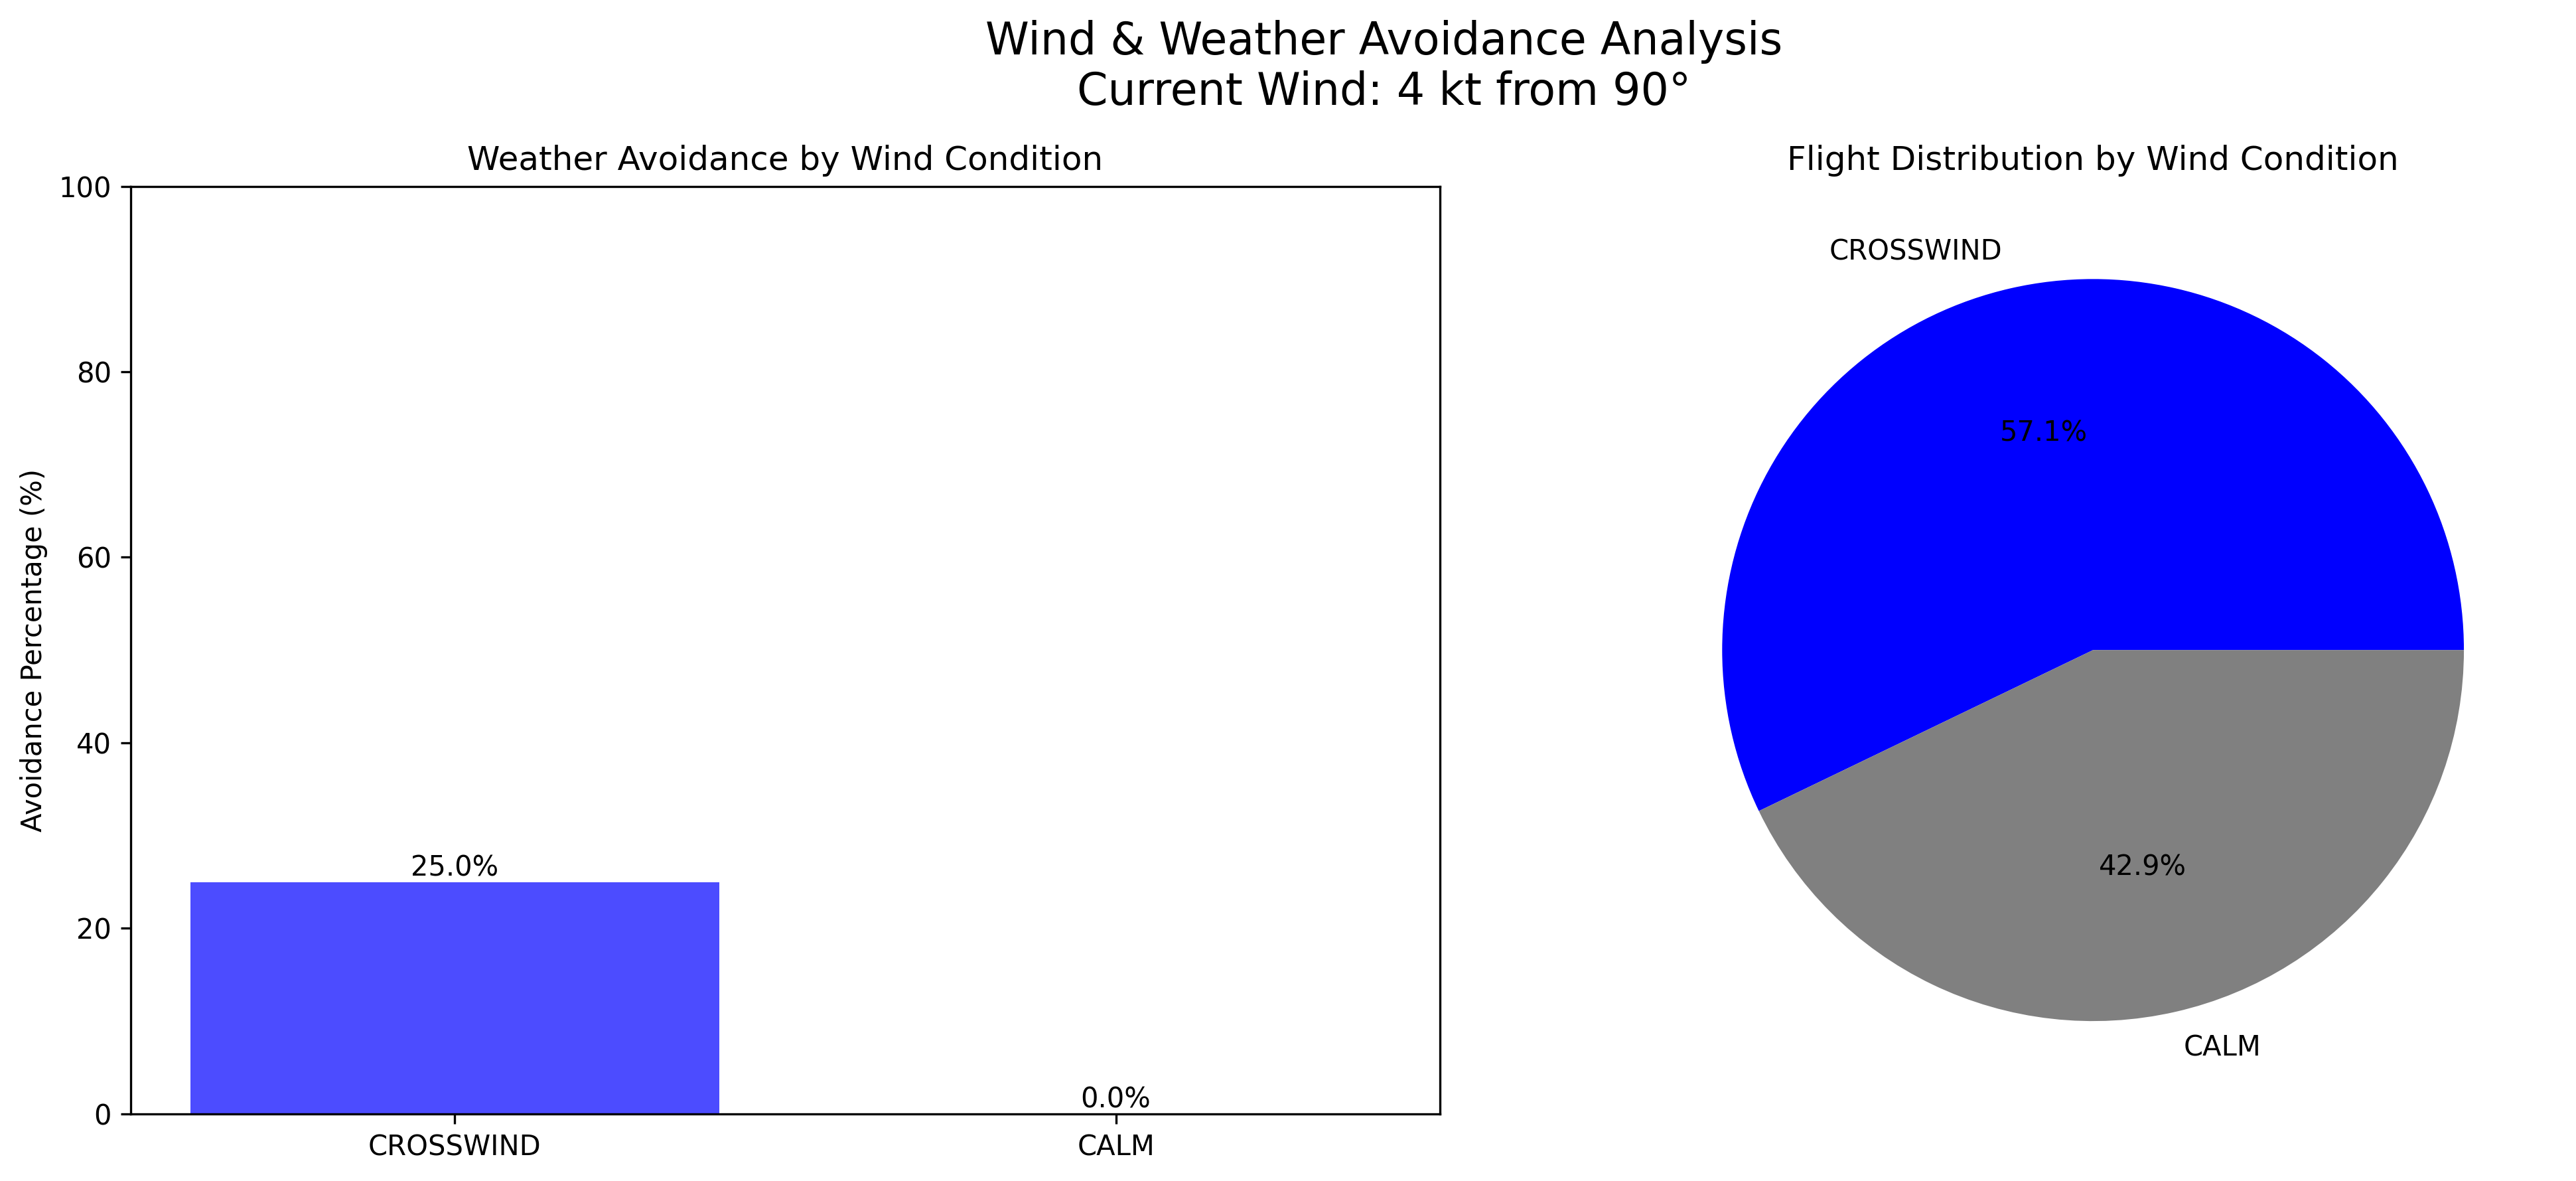 Wind & Weather Avoidance Analysis
Current Wind: 4 kt from 90°
Weather Avoidance by Wind Condition
100
80
60
40
20
0
Avoidance Percentage (%)
25.0%
0.0%
CROSSWIND
CALM
Flight Distribution by Wind Condition
CROSSWIND
57.1%
42.9%
CALM